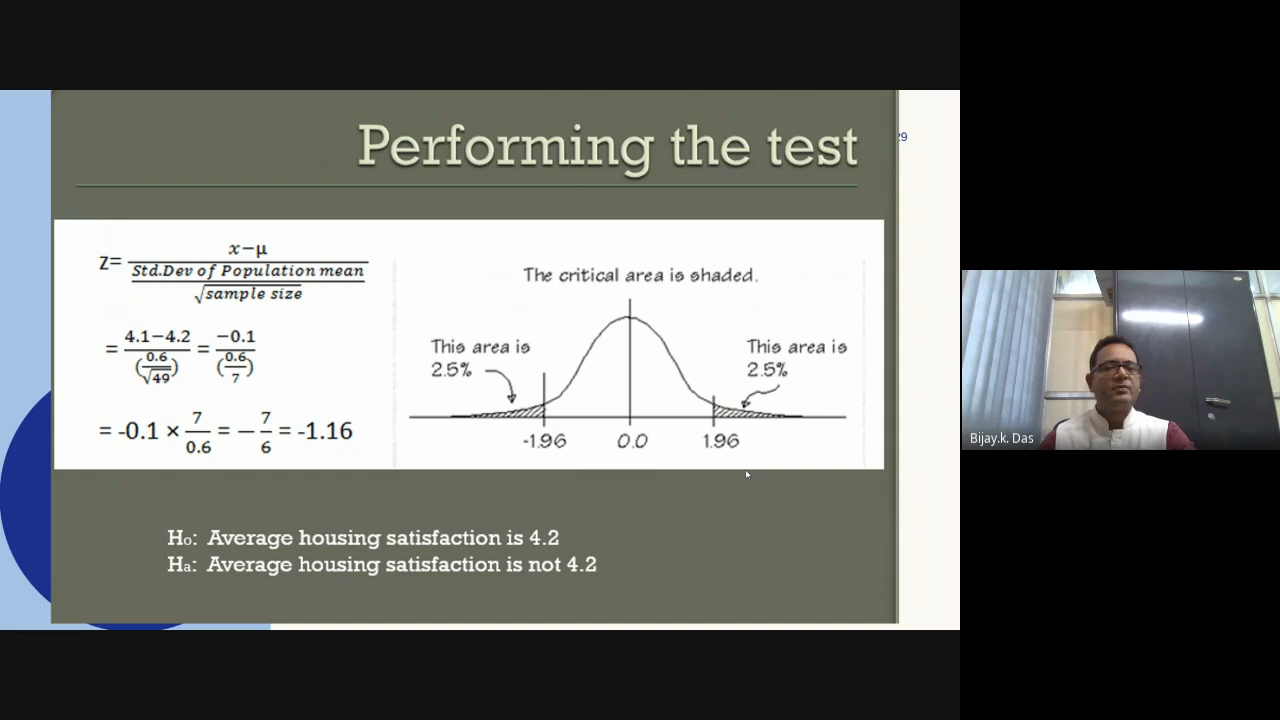 Performing the test
29
z= x−μ
Std.Dev of Population mean
√sample size
= 4.1−4.2 / (0.6/√49) = −0.1 / (0.6/7)
= -0.1 × 7/0.6 = − 7/6 = -1.16
The critical area is shaded.
This area is
2.5%
This area is
2.5%
-1.96
0.0
1.96
Ho: Average housing satisfaction is 4.2
Ha: Average housing satisfaction is not 4.2
Bijay.k. Das